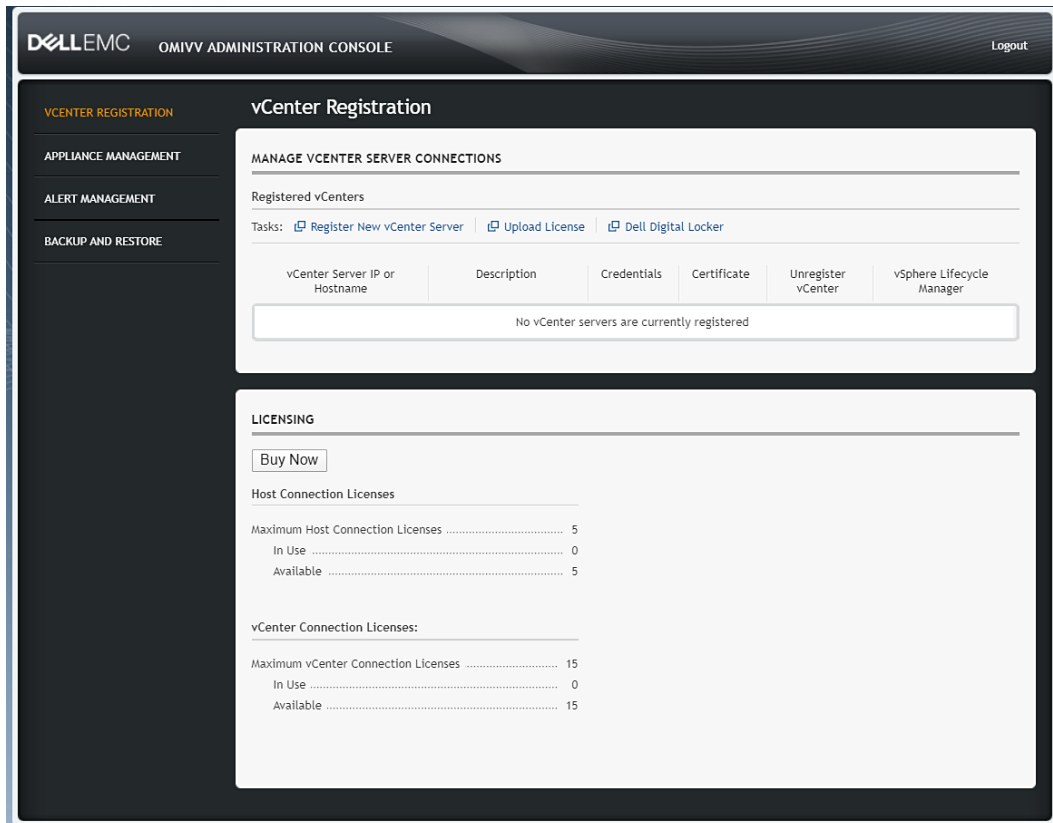 DELLEMC OMIVV ADMINISTRATION CONSOLE Logout
VCENTER REGISTRATION
APPLIANCE MANAGEMENT
ALERT MANAGEMENT
BACKUP AND RESTORE
vCenter Registration
MANAGE VCENTER SERVER CONNECTIONS
Registered vCenters
Tasks: Register New vCenter Server Upload License Dell Digital Locker
vCenter Server IP or Hostname Description Credentials Certificate Unregister vCenter vSphere Lifecycle Manager
No vCenter servers are currently registered
LICENSING
Buy Now
Host Connection Licenses
Maximum Host Connection Licenses 5
In Use 0
Available 5
vCenter Connection Licenses:
Maximum vCenter Connection Licenses 15
In Use 0
Available 15